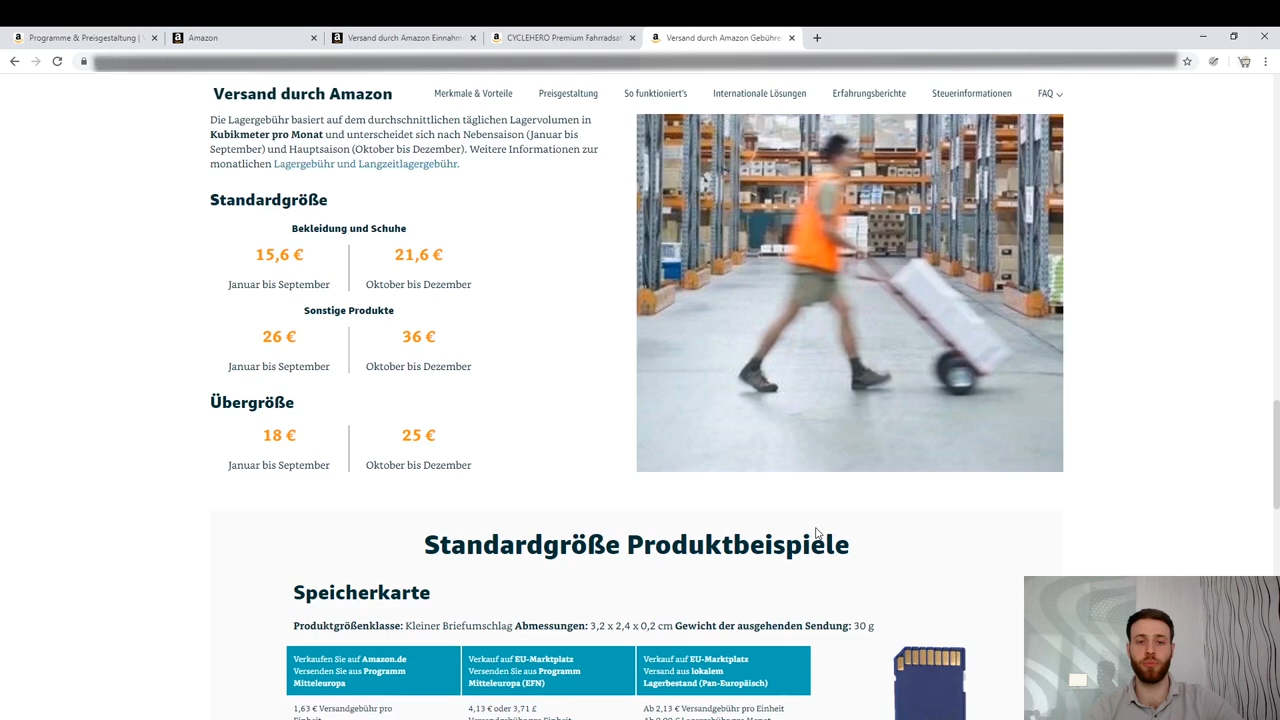 Programme & Preisgestaltung |
Amazon
Versand durch Amazon Einnahm
CYCLEHERO Premium Fahrradsat
Versand durch Amazon Gebühre
Versand durch Amazon
Merkmale & Vorteile
Preisgestaltung
So funktioniert's
Internationale Lösungen
Erfahrungsberichte
Steuerinformationen
FAQ
Die Lagergebühr basiert auf dem durchschnittlichen täglichen Lagervolumen in
Kubikmeter pro Monat und unterscheidet sich nach Nebensaison (Januar bis
September) und Hauptsaison (Oktober bis Dezember). Weitere Informationen zur
monatlichen Lagergebühr und Langzeitlagergebühr.
Standardgröße
Bekleidung und Schuhe
15,6 € 21,6 €
Januar bis September Oktober bis Dezember
Sonstige Produkte
26 € 36 €
Januar bis September Oktober bis Dezember
Übergröße
18 € 25 €
Januar bis September Oktober bis Dezember
Standardgröße Produktbeispiele
Speicherkarte
Produktgrößenklasse: Kleiner Briefumschlag Abmessungen: 3,2 x 2,4 x 0,2 cm Gewicht der ausgehenden Sendung: 30 g
Verkaufen Sie auf Amazon.de
Versenden Sie aus Programm
Mitteleuropa
Verkauf auf EU-Marktplatz
Versenden Sie aus Programm
Mitteleuropa (EFN)
Verkauf auf EU-Marktplatz
Versand aus lokalem
Lagerbestand (Pan-Europäisch)
1,63 € Versandgebühr pro
4,13 € oder 3,71 £
Ab 2,13 € Versandgebühr pro Einheit